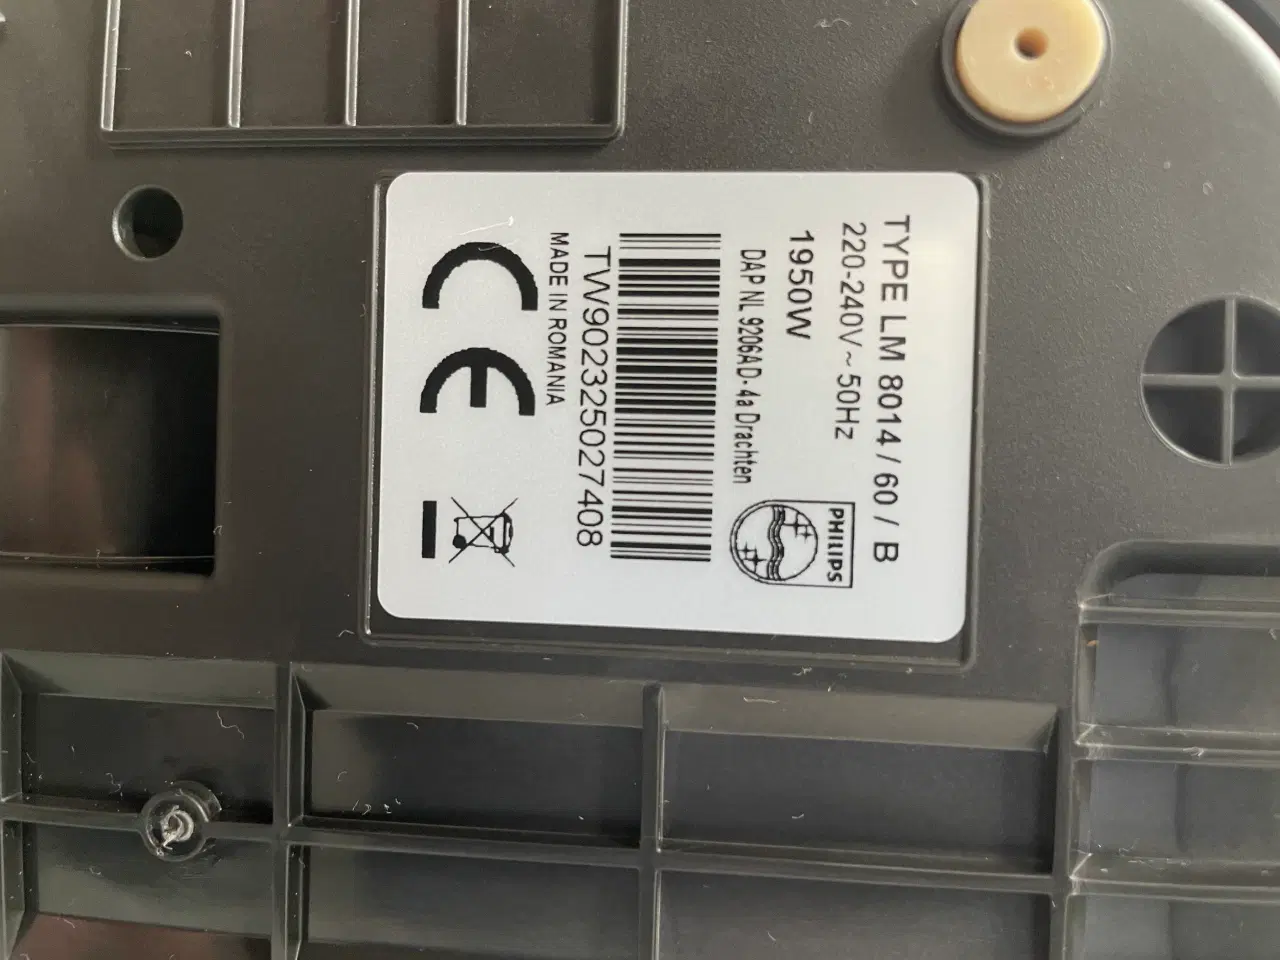 TYPE LM 8014 / 60 / B
220-240V ~ 50Hz
1950W
PHILIPS
DAP NL 9206AD-4a Drachten
TW902325027408
MADE IN ROMANIA
CE